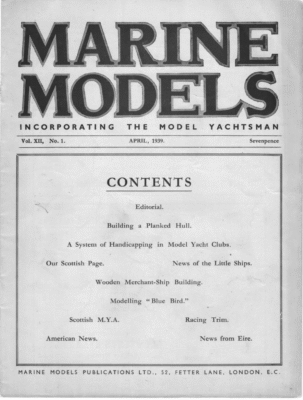 MARINE
MODELS
INCORPORATING THE MODEL YACHTSMAN
Vol. XII, No. 1. APRIL, 1939. Sevenpence
CONTENTS
Editorial.
Building a Planked Hull.
A System of Handicapping in Model Yacht Clubs.
Our Scottish Page. News of the Little Ships.
Wooden Merchant-Ship Building.
Modelling "Blue Bird."
Scottish M.Y.A. Racing Trim.
American News. News from Eire.
MARINE MODELS PUBLICATIONS LTD., 55, FETTER LANE, LONDON, E.C.